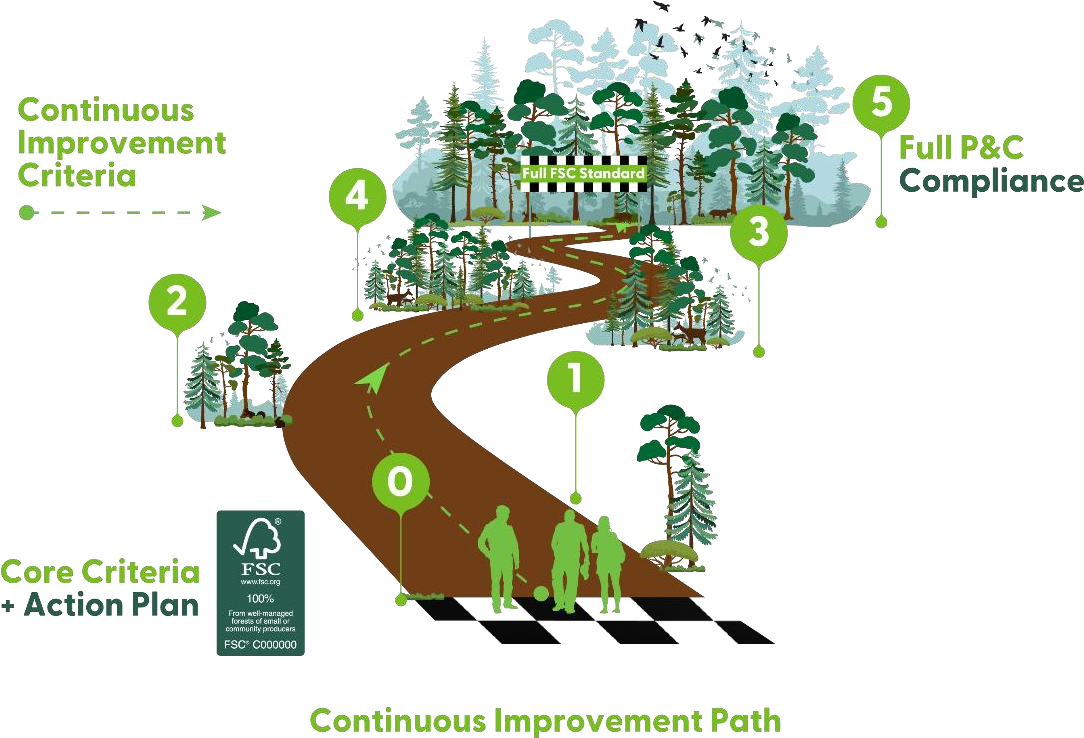 Continuous
Improvement
Criteria
5
Full P&C
Compliance
Full FSC Standard
4
3
2
1
0
Core Criteria
+ Action Plan
®
FSC
www.fsc.org
100%
From well-managed
forests of small or
community producers
FSC® C000000
Continuous Improvement Path